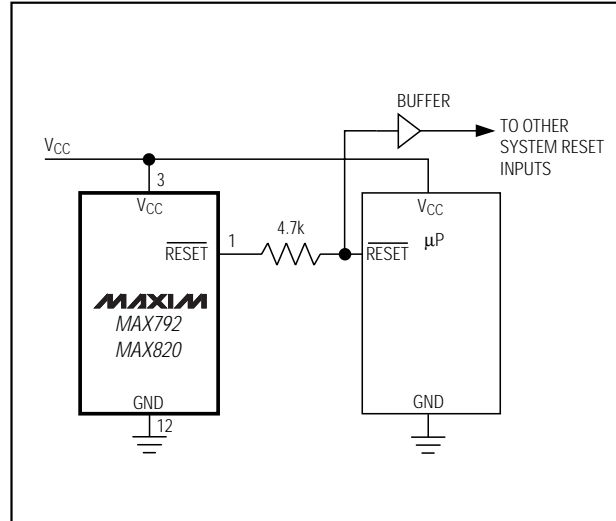 BUFFER
TO OTHER
SYSTEM RESET
INPUTS
VCC
3
VCC
RESET
1
4.7k
RESET
VCC
μP
MAXIM
MAX792
MAX820
GND
12
GND